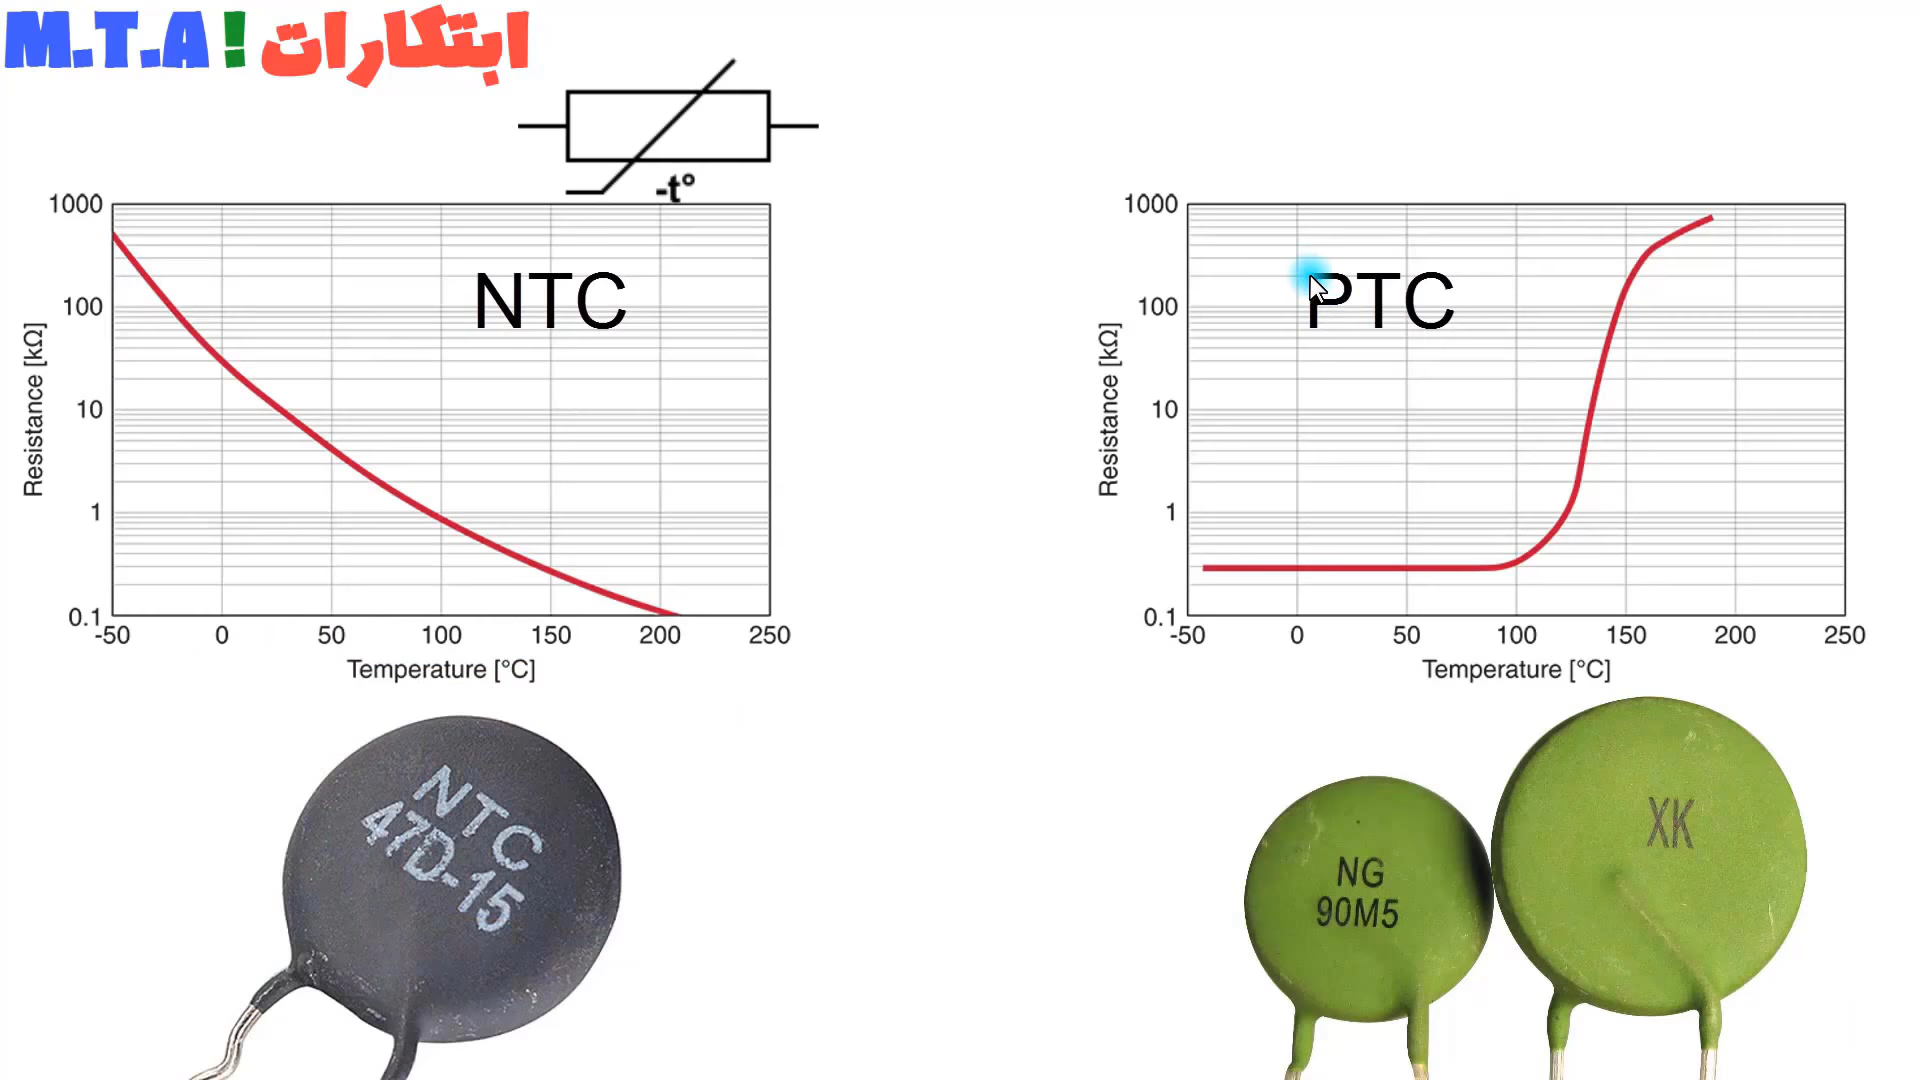 M.T.A! ابتكارات
-t°
1000
100
10
1
0.1
Resistance [kΩ]
NTC
-50 0 50 100 150 200 250
Temperature [°C]
1000
100
10
1
0.1
Resistance [kΩ]
PTC
-50 0 50 100 150 200 250
Temperature [°C]
NTC
47D-15
NG
90M5
XK